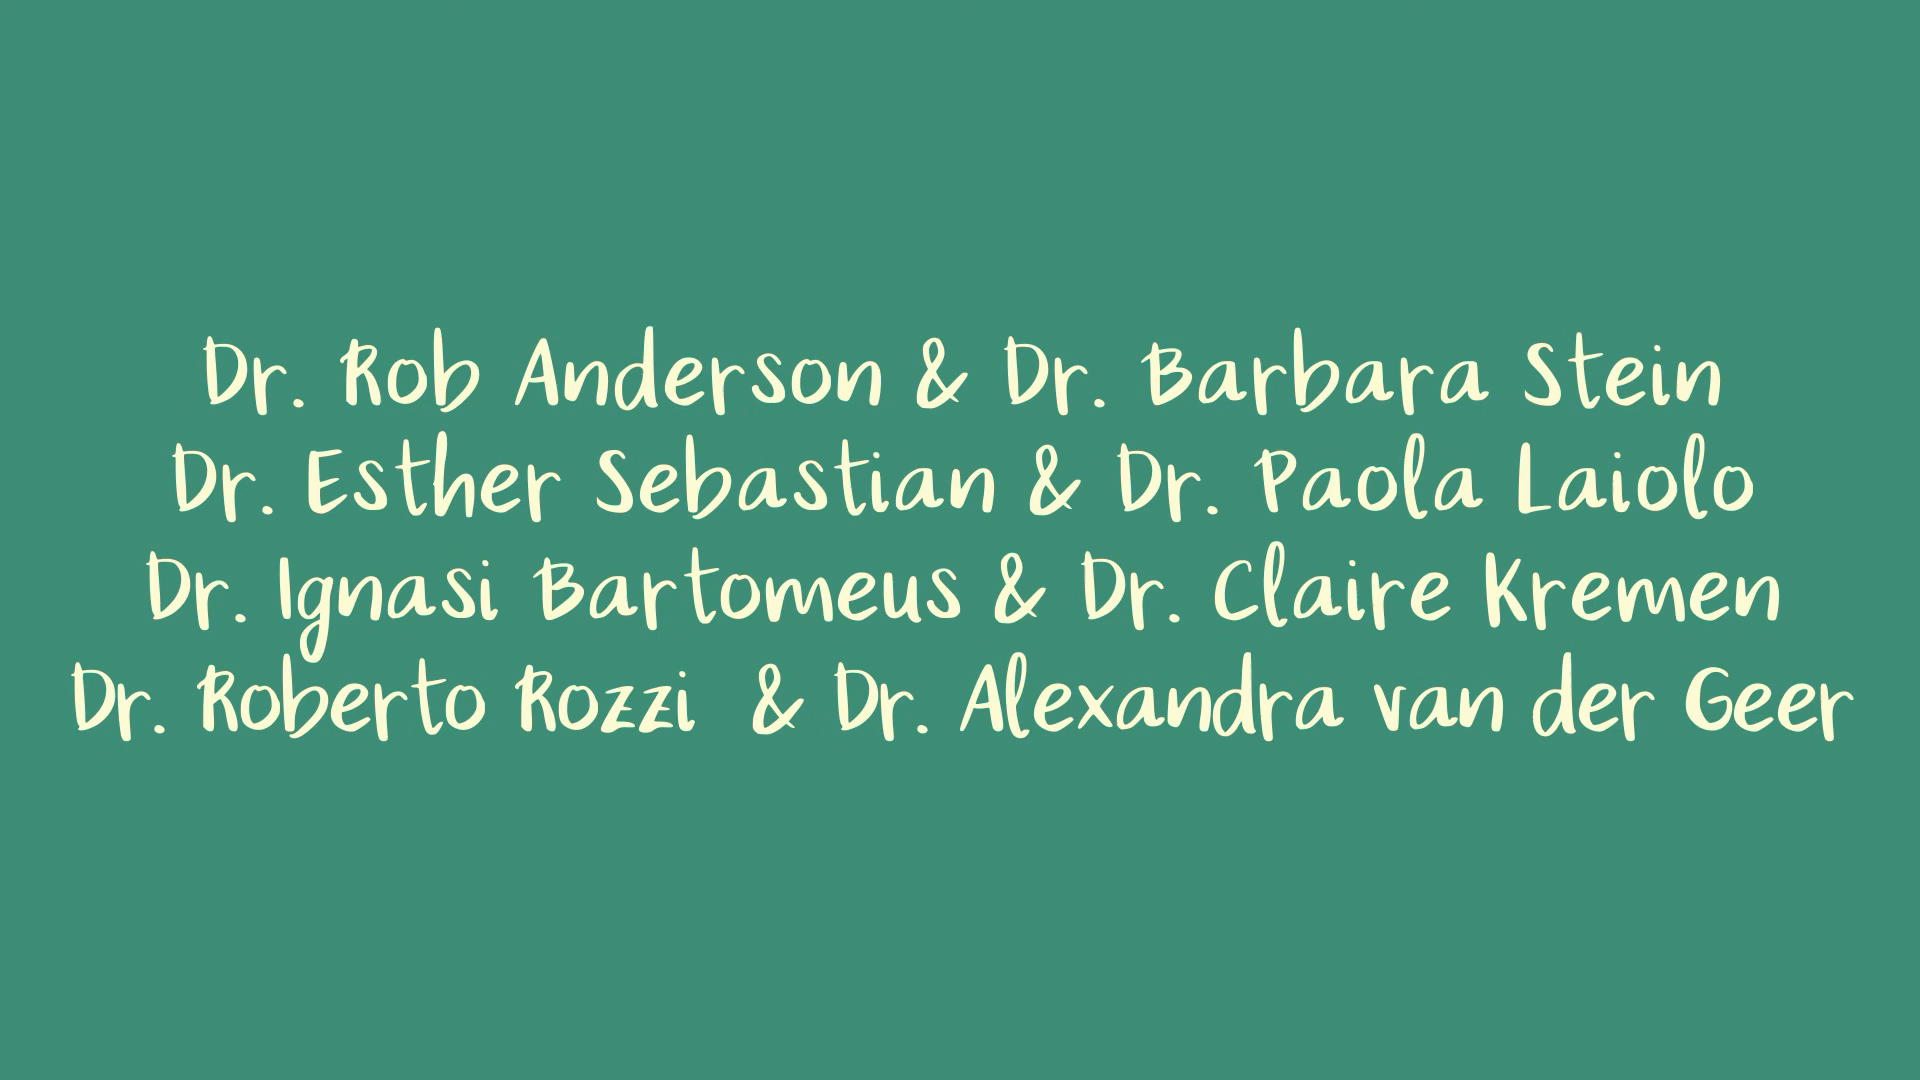 Dr. Rob Anderson & Dr. Barbara Stein
Dr. Esther Sebastian & Dr. Paola Laiolo
Dr. Ignasi Bartomeus & Dr. Claire Kremen
Dr. Roberto Rozzi & Dr. Alexandra van der Geer